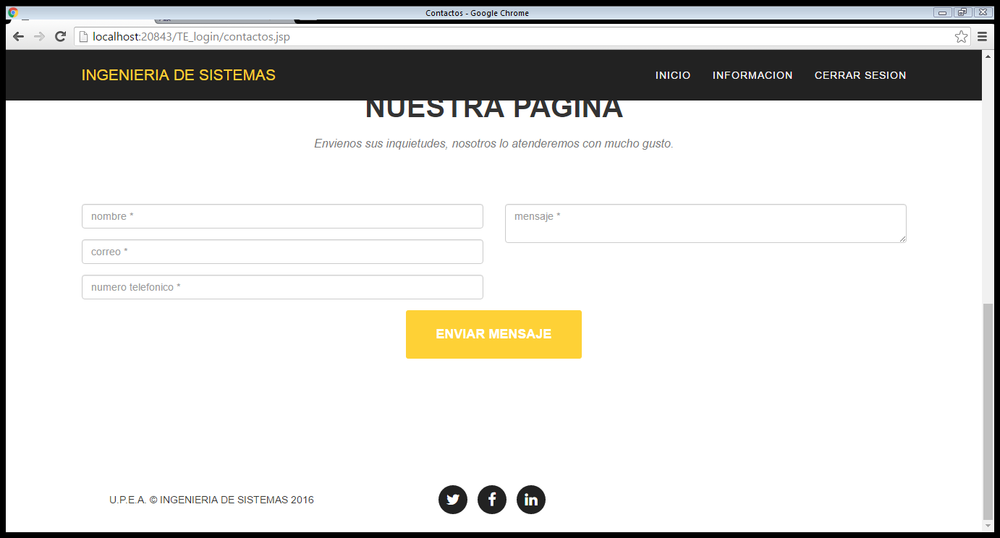 Contactos - Google Chrome
localhost:20843/TE_login/contactos.jsp
INGENIERIA DE SISTEMAS
INICIO
INFORMACION
CERRAR SESION
NUESTRA PAGINA
Envienos sus inquietudes, nosotros lo atenderemos con mucho gusto.
nombre *
mensaje *
correo *
numero telefonico *
ENVIAR MENSAJE
U.P.E.A. © INGENIERIA DE SISTEMAS 2016